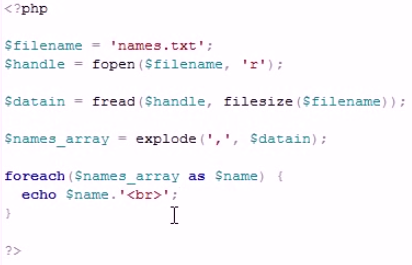 <?php
$filename = 'names.txt';
$handle = fopen($filename, 'r');
$datain = fread($handle, filesize($filename));
$names_array = explode(',', $datain);
foreach($names_array as $name) {
echo $name.'<br>';
}
?>